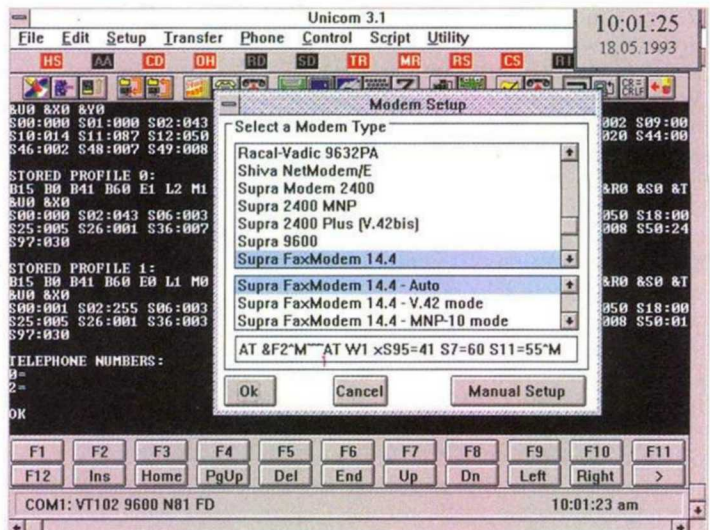 Unicom 3.1
10:01:25
18.05.1993
File Edit Setup Transfer Phone Control Script Utility
HS AA CD OH RD SD TR MR RS CS
&U0 &X0 &Y0
S00:000 S01:000 S02:043
S10:014 S11:087 S12:050
S46:002 S48:007 S49:008
002 S09:00
020 S44:00
STORED PROFILE 0:
B15 B0 B41 B60 E1 L2 M1
&R0 &S0 &T
&U0 &X0
S00:000 S02:043 S06:003
050 S18:00
S25:005 S26:001 S36:007
008 S50:24
S97:030
STORED PROFILE 1:
B15 B0 B41 B60 E0 L1 M0
&R0 &S0 &T
&U0 &X0
S00:001 S02:255 S06:003
050 S18:00
S25:005 S26:001 S36:003
008 S50:01
S97:030
TELEPHONE NUMBERS:
0=
2=
OK
Modem Setup
Select a Modem Type
Racal-Vadic 9632PA
Shiva NetModem/E
Supra Modem 2400
Supra 2400 MNP
Supra 2400 Plus (V.42bis)
Supra 9600
Supra FaxModem 14.4
Supra FaxModem 14.4 - Auto
Supra FaxModem 14.4 - V.42 mode
Supra FaxModem 14.4 - MNP-10 mode
AT &F2^M~~~AT W1 xS95=41 S7=60 S11=55^M
Ok Cancel Manual Setup
F1 F2 F3 F4 F5 F6 F7 F8 F9 F10 F11
F12 Ins Home PgUp Del End Up Dn Left Right >
COM1: VT102 9600 N81 FD 10:01:23 am